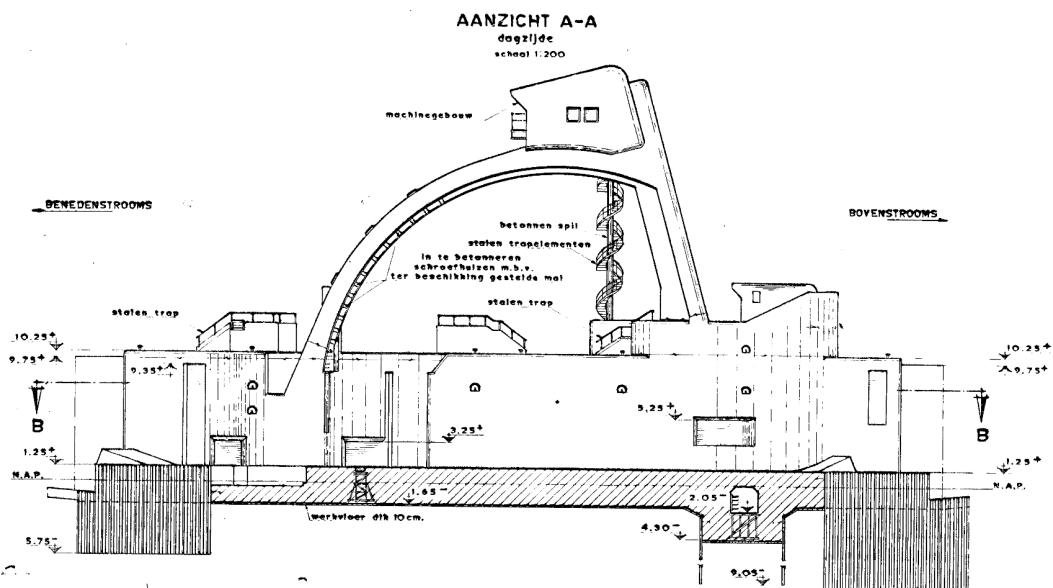 AANZICHT A-A
dagzijde
schaal 1:200
machinegebouw
BENEDENSTROOMS
BOVENSTROOMS
betonnen spil
stalen trapelementen
in te betonneren
schroefhulzen m.b.v.
ter beschikking gestelde mal
stalen trap
stalen trap
10.25+
9.75+
9.35+
10.25+
9.75+
B
B
5.25+
3.25+
1.25+
N.A.P.
1.25+
N.A.P.
1.65-
2.05-
werkvloer dik 10 cm.
4.30-
5.75-
9.05-